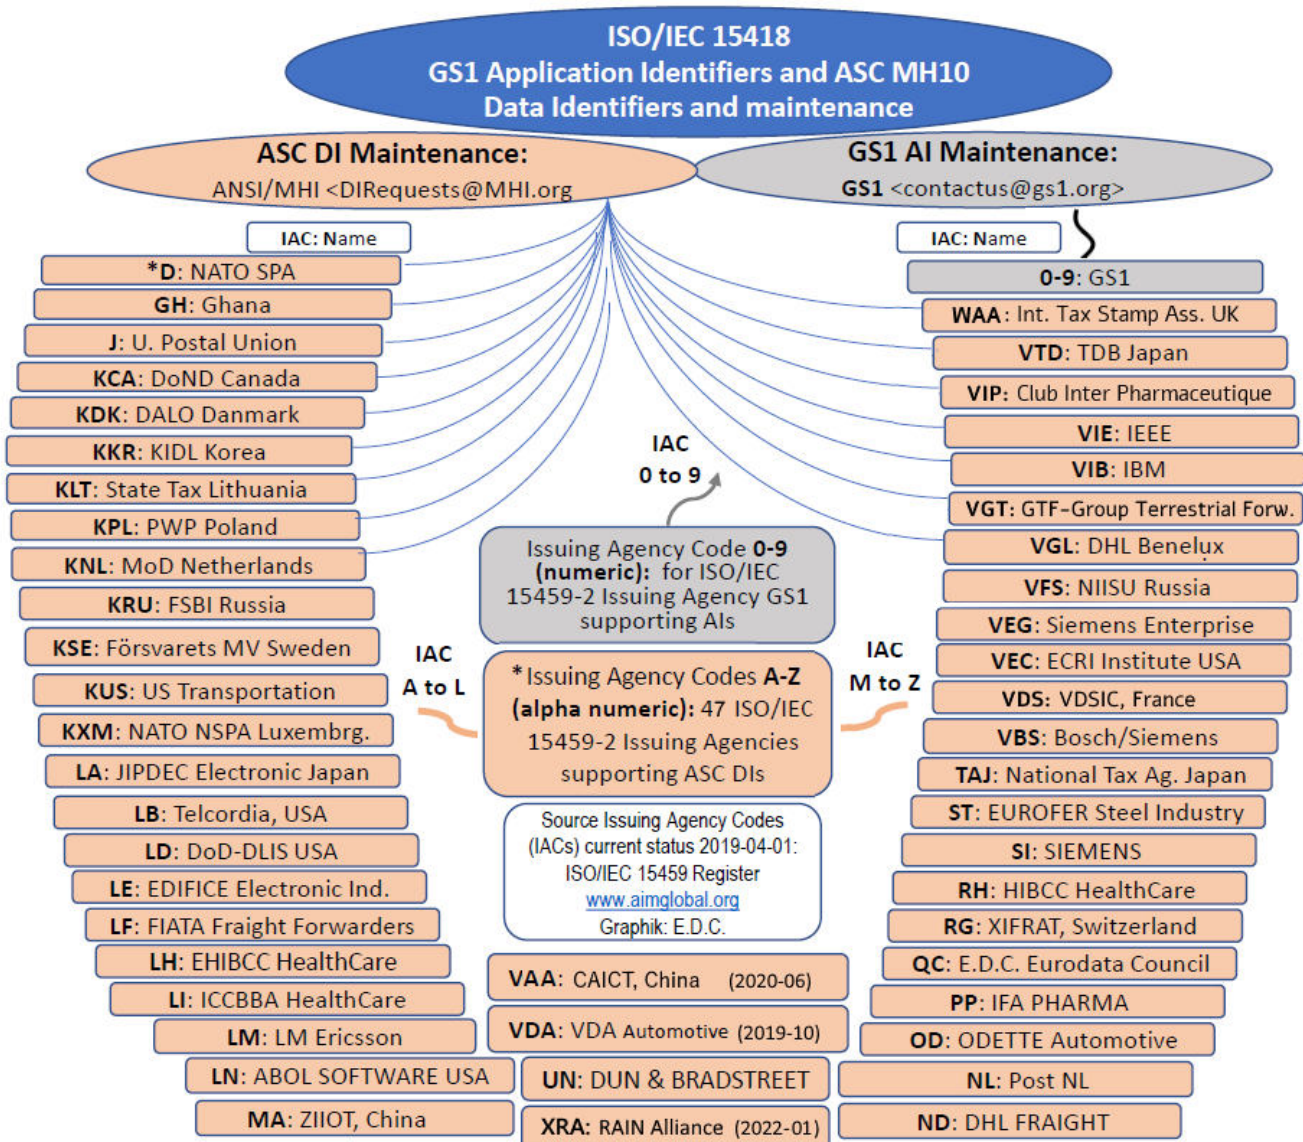 ISO/IEC 15418
GS1 Application Identifiers and ASC MH10
Data Identifiers and maintenance
ASC DI Maintenance:
ANSI/MHI <DIRequests@MHI.org
GS1 AI Maintenance:
GS1 <contactus@gs1.org>
IAC: Name
*D: NATO SPA
GH: Ghana
J: U. Postal Union
KCA: DoND Canada
KDK: DALO Danmark
KKR: KIDL Korea
KLT: State Tax Lithuania
KPL: PWP Poland
KNL: MoD Netherlands
KRU: FSBI Russia
KSE: Försvarets MV Sweden
KUS: US Transportation
KXM: NATO NSPA Luxembrg.
LA: JIPDEC Electronic Japan
LB: Telcordia, USA
LD: DoD-DLIS USA
LE: EDIFICE Electronic Ind.
LF: FIATA Freight Forwarders
LH: EHIBCC HealthCare
LI: ICCBBA HealthCare
LM: LM Ericsson
LN: ABOL SOFTWARE USA
MA: ZIIOT, China
IAC
0 to 9
Issuing Agency Code 0-9
(numeric): for ISO/IEC
15459-2 Issuing Agency GS1
supporting AIs
IAC
A to L
*Issuing Agency Codes A-Z
(alpha numeric): 47 ISO/IEC
15459-2 Issuing Agencies
supporting ASC DIs
IAC
M to Z
Source Issuing Agency Codes
(IACs) current status 2019-04-01:
ISO/IEC 15459 Register
www.aimglobal.org
Graphik: E.D.C.
VAA: CAICT, China (2020-06)
VDA: VDA Automotive (2019-10)
UN: DUN & BRADSTREET
XRA: RAIN Alliance (2022-01)
IAC: Name
0-9: GS1
WAA: Int. Tax Stamp Ass. UK
VTD: TDB Japan
VIP: Club Inter Pharmaceutique
VIE: IEEE
VIB: IBM
VGT: GTF-Group Terrestrial Forw.
VGL: DHL Benelux
VFS: NIISU Russia
VEG: Siemens Enterprise
VEC: ECRI Institute USA
VDS: VDSIC, France
VBS: Bosch/Siemens
TAJ: National Tax Ag. Japan
ST: EUROFER Steel Industry
SI: SIEMENS
RH: HIBCC HealthCare
RG: XIFRAT, Switzerland
QC: E.D.C. Eurodata Council
PP: IFA PHARMA
OD: ODETTE Automotive
NL: Post NL
ND: DHL FRAIGHT